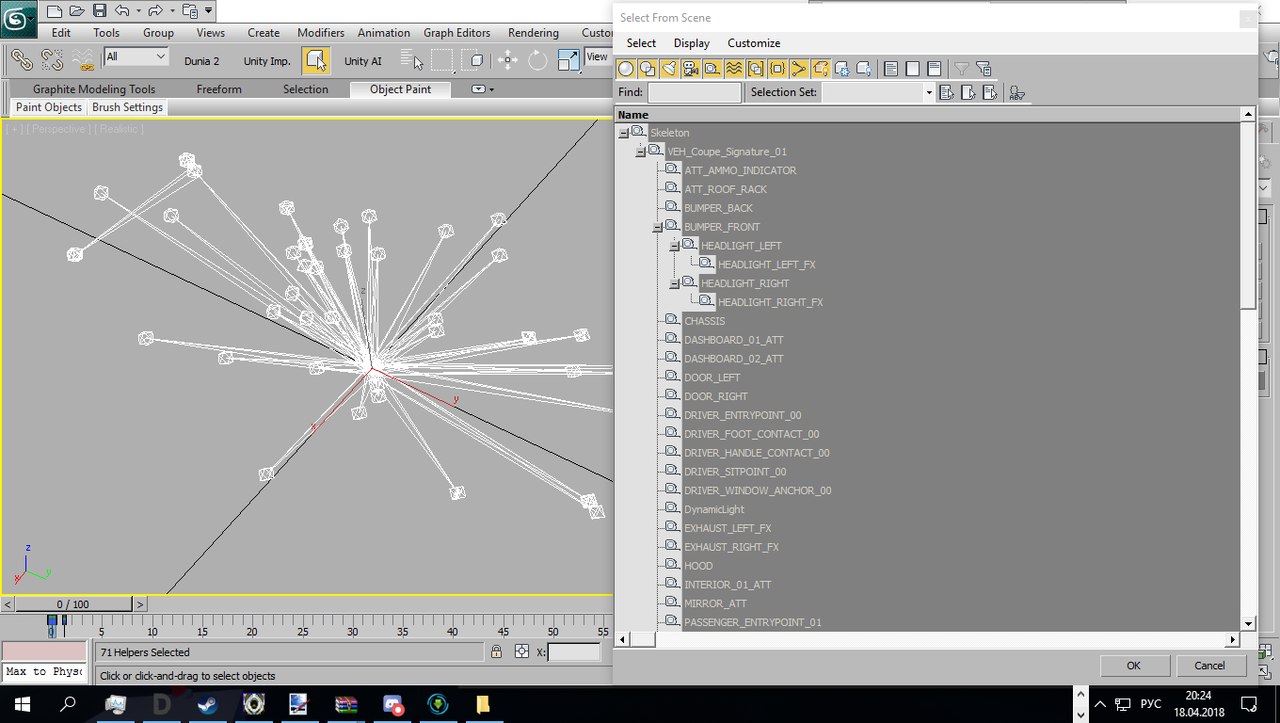 Select From Scene
Edit Tools Group Views Create Modifiers Animation Graph Editors Rendering Custo
Select Display Customize
All Dunia 2 Unity Imp. Unity AI View
Graphite Modeling Tools Freeform Selection Object Paint
Find: Selection Set:
Paint Objects Brush Settings
Name
[ + ] [ Perspective ] [ Realistic ]
Skeleton
VEH_Coupe_Signature_01
ATT_AMMO_INDICATOR
ATT_ROOF_RACK
BUMPER_BACK
BUMPER_FRONT
HEADLIGHT_LEFT
HEADLIGHT_LEFT_FX
HEADLIGHT_RIGHT
HEADLIGHT_RIGHT_FX
CHASSIS
DASHBOARD_01_ATT
DASHBOARD_02_ATT
DOOR_LEFT
DOOR_RIGHT
DRIVER_ENTRYPOINT_00
DRIVER_FOOT_CONTACT_00
DRIVER_HANDLE_CONTACT_00
DRIVER_SITPOINT_00
DRIVER_WINDOW_ANCHOR_00
DynamicLight
EXHAUST_LEFT_FX
EXHAUST_RIGHT_FX
HOOD
INTERIOR_01_ATT
MIRROR_ATT
PASSENGER_ENTRYPOINT_01
z
y
x
z
x y
< 0 / 100 >
0 5 10 15 20 25 30 35 40 45 50 55
71 Helpers Selected X:
Max to Physc Click or click-and-drag to select objects
OK Cancel
РУС
20:24
18.04.2018